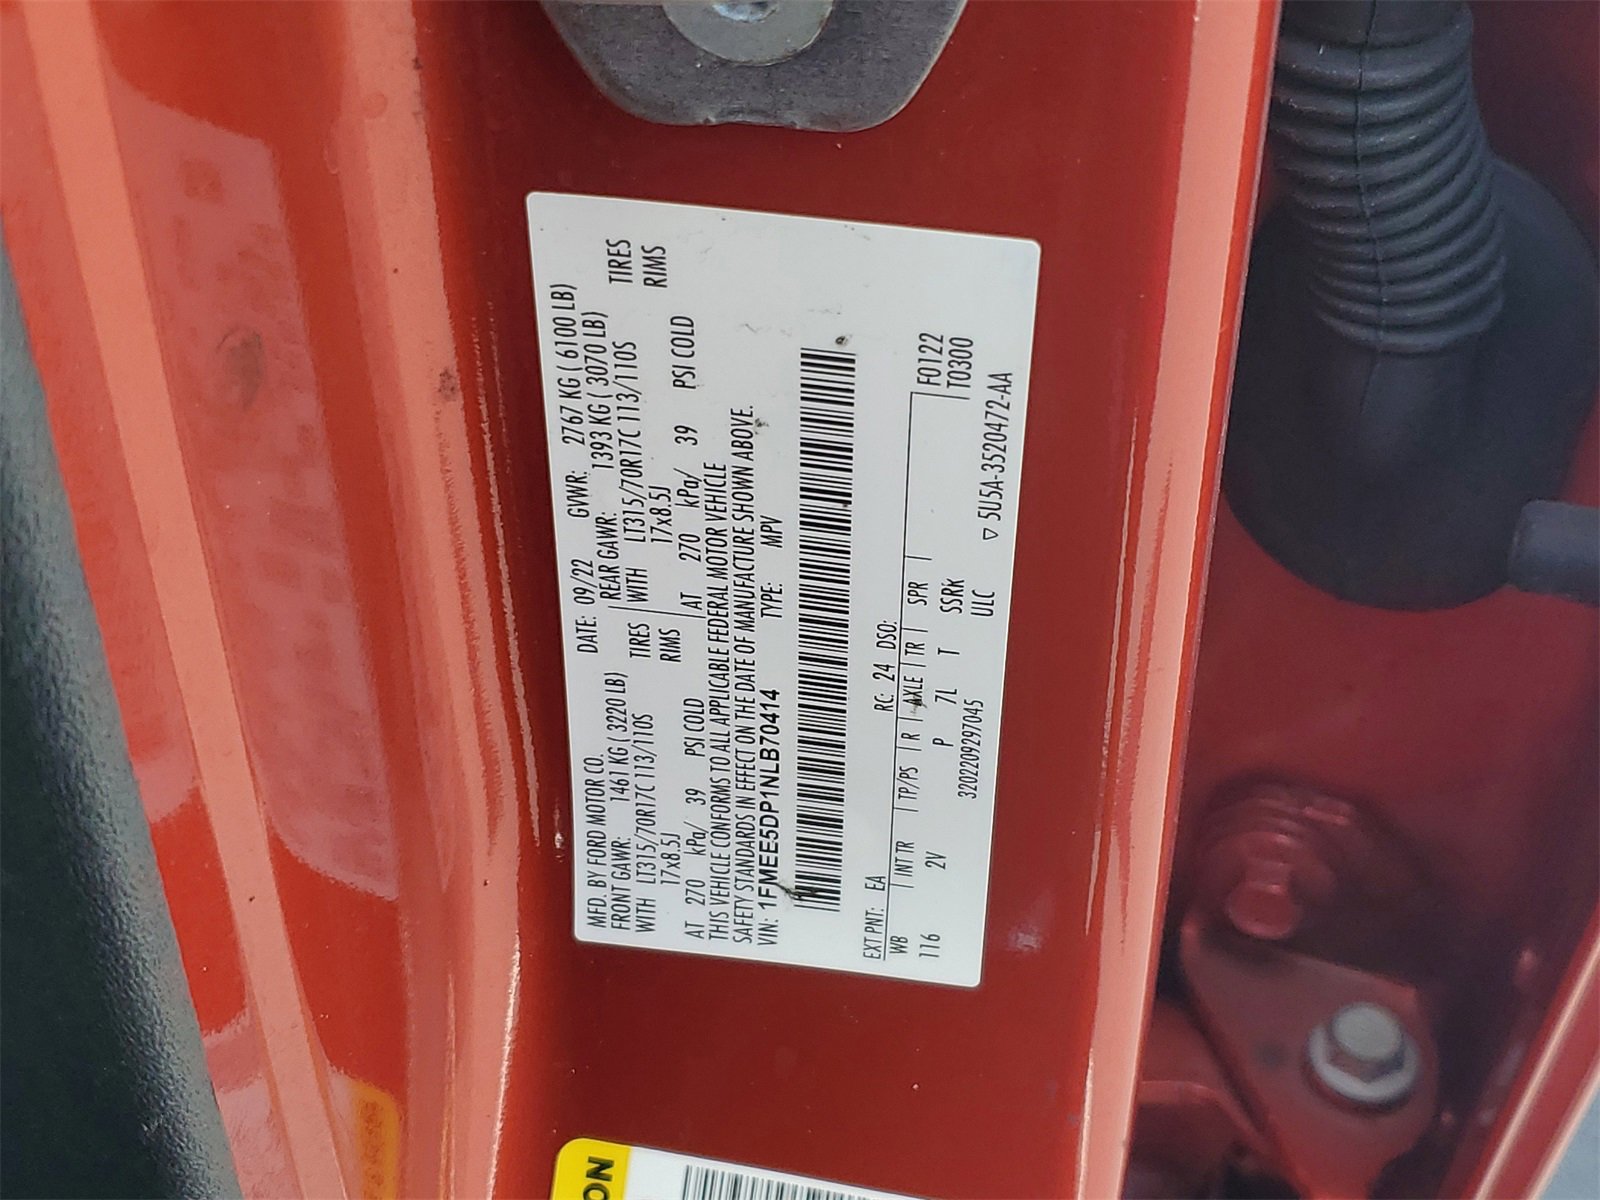 MFD. BY FORD MOTOR CO.
DATE: 09/22 GVWR: 2767 KG ( 6100 LB)
FRONT GAWR: 1461 KG ( 3220 LB) REAR GAWR: 1393 KG ( 3070 LB)
WITH LT315/70R17C 113/110S TIRES WITH LT315/70R17C 113/110S TIRES
17x8.5J RIMS 17x8.5J RIMS
AT 270 kPa/ 39 PSI COLD AT 270 kPa/ 39 PSI COLD
THIS VEHICLE CONFORMS TO ALL APPLICABLE FEDERAL MOTOR VEHICLE
SAFETY STANDARDS IN EFFECT ON THE DATE OF MANUFACTURE SHOWN ABOVE.
VIN: 1FMEE5DP1NLB70414 TYPE: MPV
EXT PNT: EA RC: 24 DSO:
WB INT TR TP/PS R AXLE TR SPR F0122
116 2V P 7L T SSRK T0300
3202209297045 ULC
▽ 5U5A-3520472-AA
ON